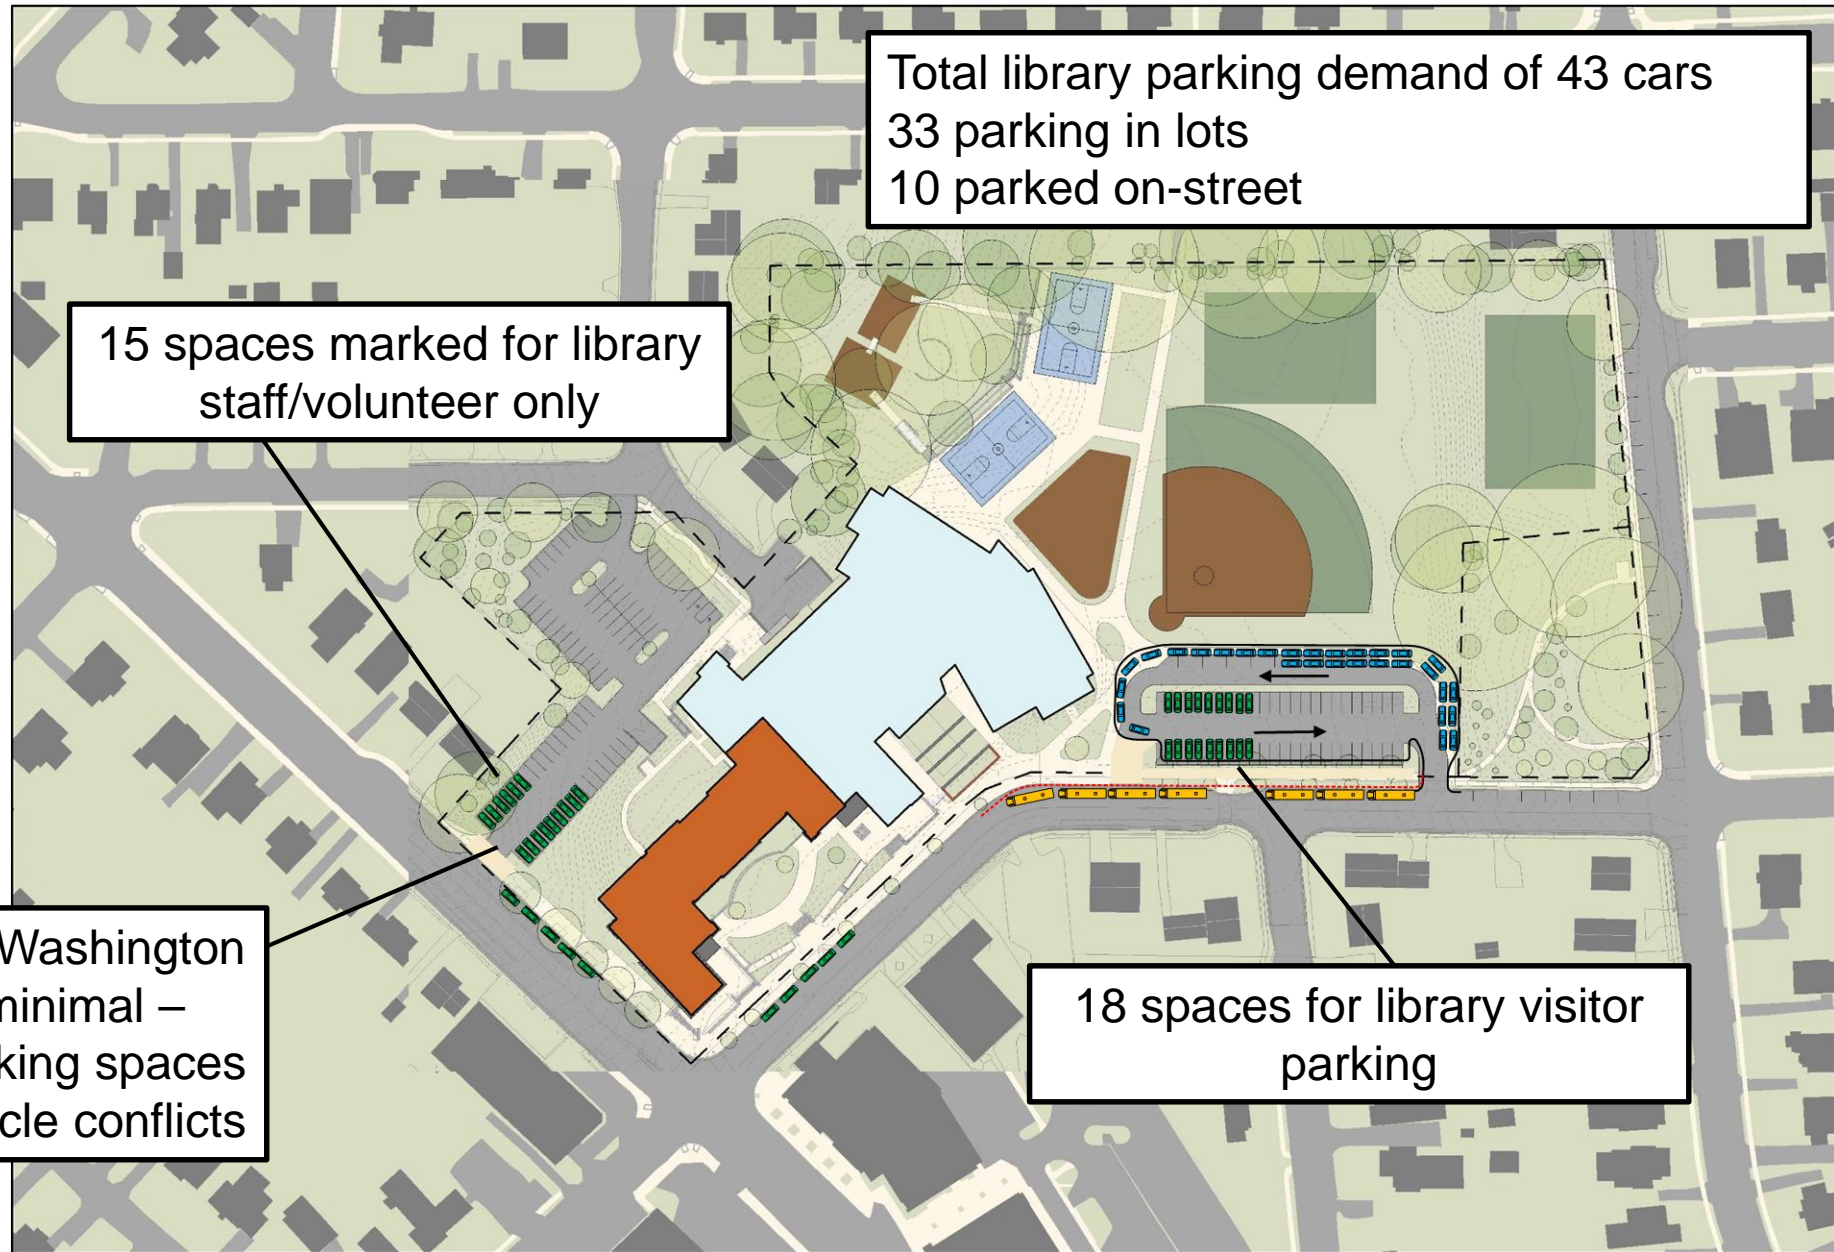 Total library parking demand of 43 cars
33 parking in lots
10 parked on-street
15 spaces marked for library
staff/volunteer only
Washington
minimal –
king spaces
cle conflicts
18 spaces for library visitor
parking